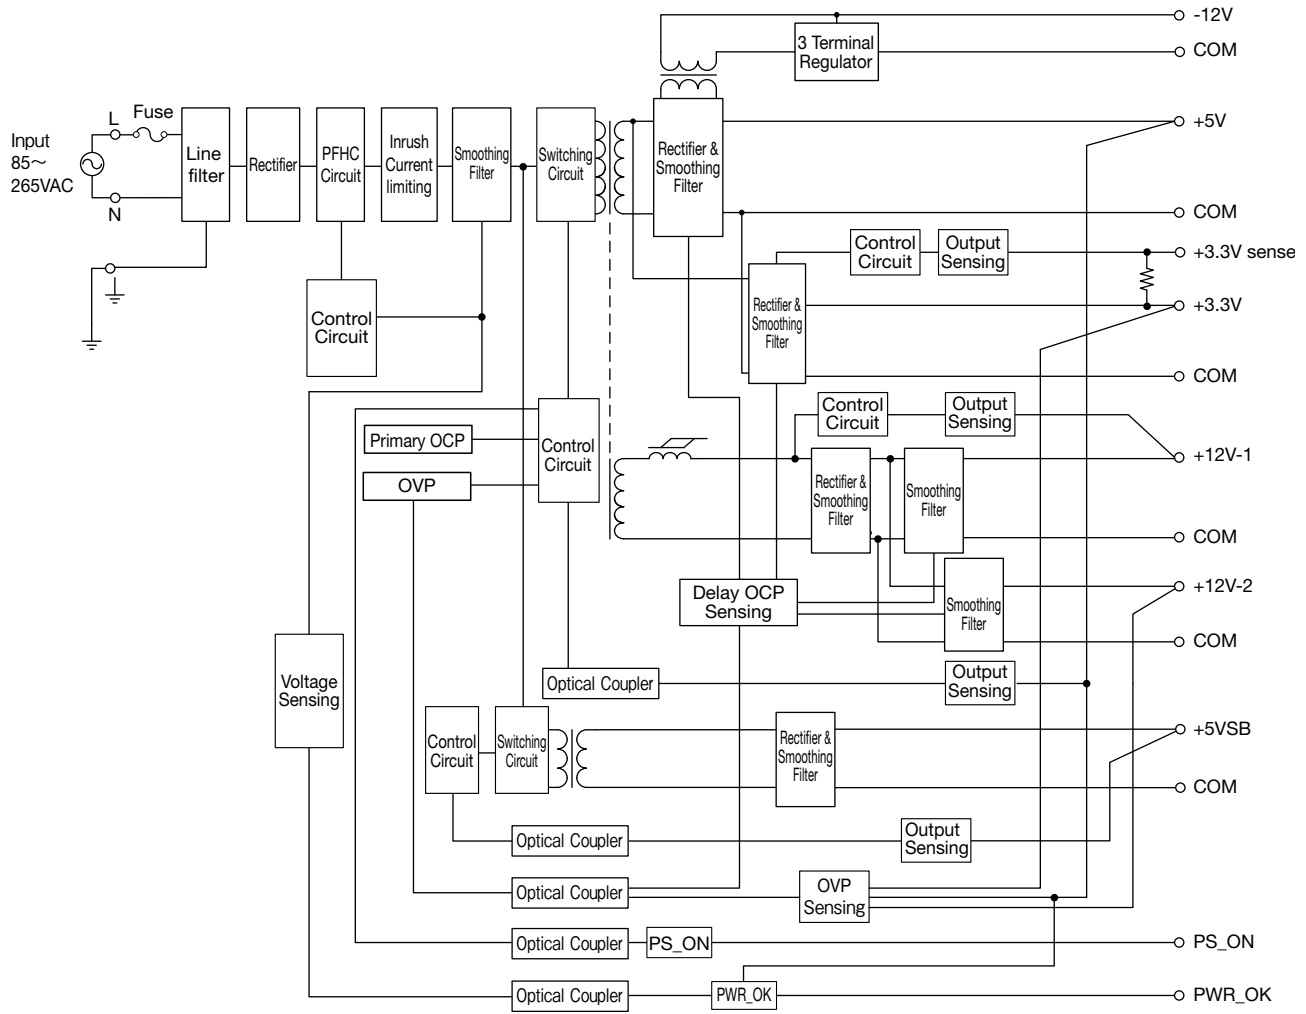 -12V
3 Terminal
Regulator
COM
L
Fuse
Input
85～
265VAC
N
Line
filter
Rectifier
PFHC
Circuit
Inrush
Current
limiting
Smoothing
Filter
Switching
Circuit
Rectifier &
Smoothing
Filter
+5V
COM
Control
Circuit
Output
Sensing
+3.3V sense
Control
Circuit
Rectifier &
Smoothing
Filter
+3.3V
COM
Control
Circuit
Output
Sensing
Primary OCP
OVP
Control
Circuit
+12V-1
Rectifier &
Smoothing
Filter
Smoothing
Filter
COM
Delay OCP
Sensing
Smoothing
Filter
+12V-2
COM
Voltage
Sensing
Optical Coupler
Output
Sensing
Control
Circuit
Switching
Circuit
Rectifier &
Smoothing
Filter
+5VSB
COM
Optical Coupler
Output
Sensing
Optical Coupler
OVP
Sensing
Optical Coupler
PS_ON
PS_ON
Optical Coupler
PWR_OK
PWR_OK